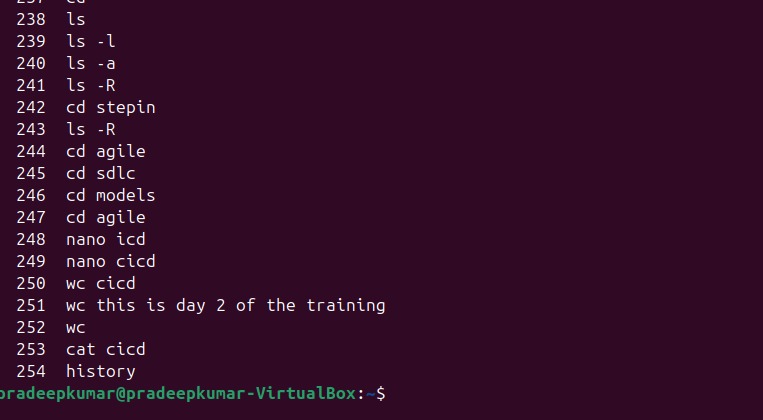 237 cd
238 ls
239 ls -l
240 ls -a
241 ls -R
242 cd stepin
243 ls -R
244 cd agile
245 cd sdlc
246 cd models
247 cd agile
248 nano icd
249 nano cicd
250 wc cicd
251 wc this is day 2 of the training
252 wc
253 cat cicd
254 history
pradeepkumar@pradeepkumar-VirtualBox:~$